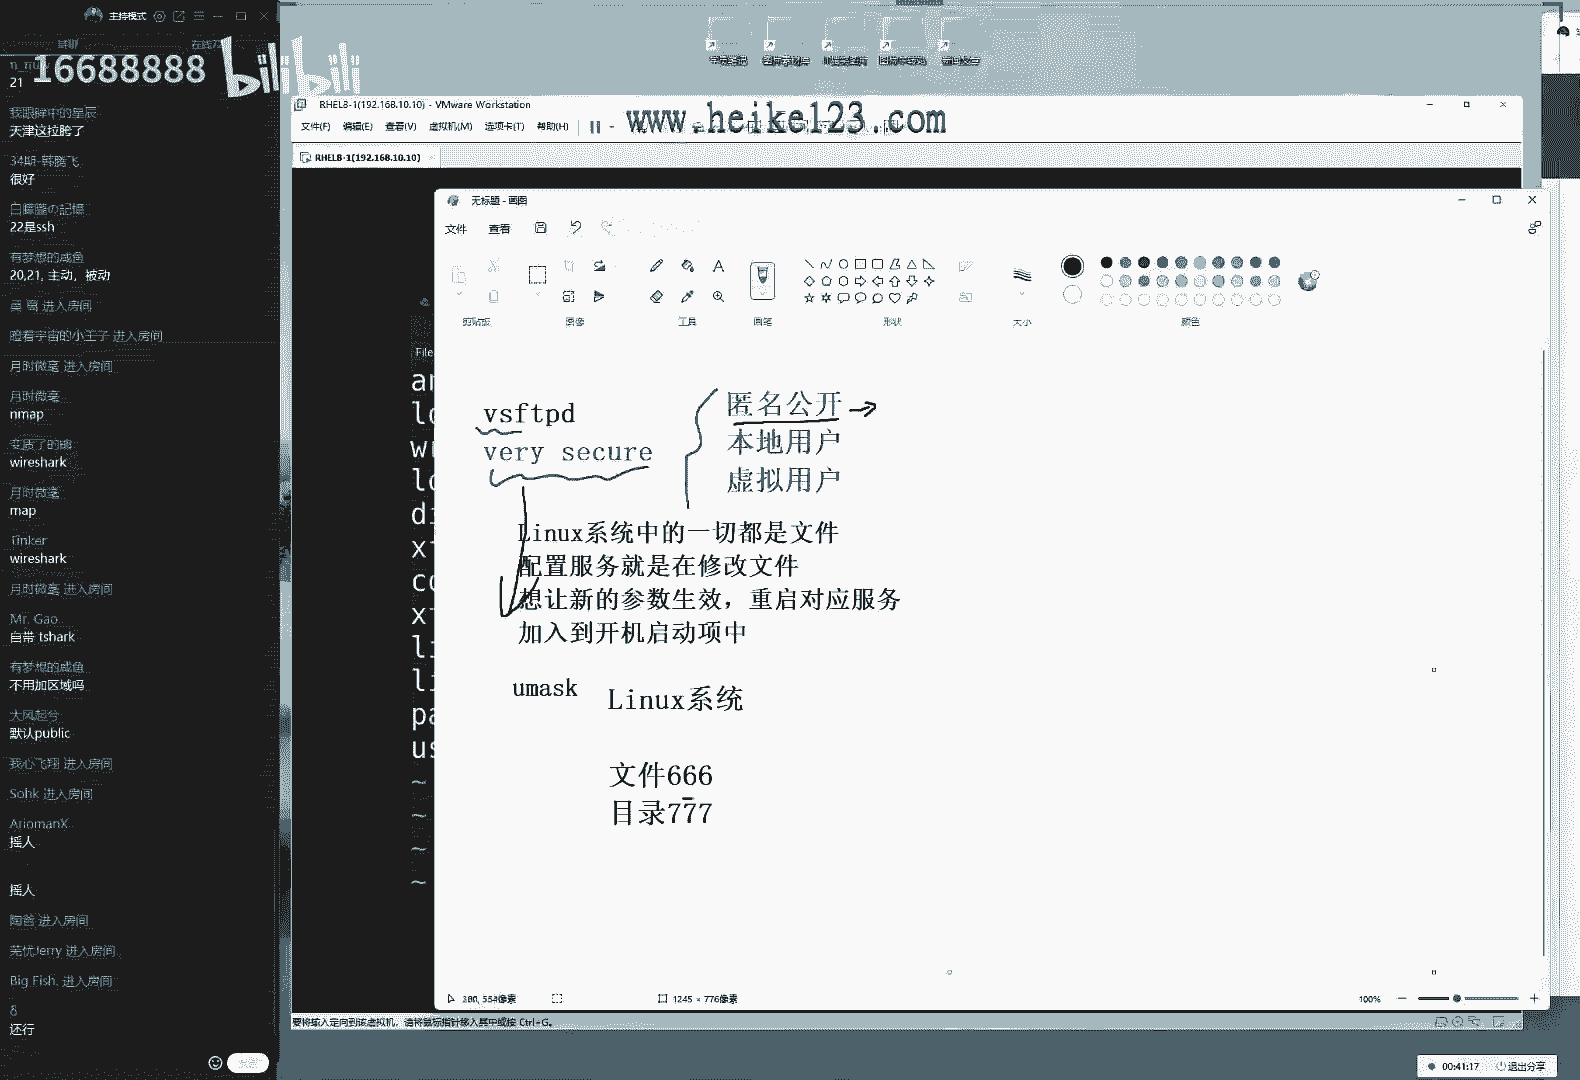 主持模式
16688888
bilibili
21
我眼眸中的星辰
天津这拉胯了
34期-韩腾飞
很好
白朦胧の記憶
22是ssh
有梦想的咸鱼
20,21, 主动，被动
进入房间
瞻看宇宙的小王子 进入房间
月时微毫 进入房间
月时微毫
nmap
变质了的鹅
wireshark
月时微毫
map
Tinker
wireshark
月时微毫 进入房间
Mr. Gao.
自带 tshark
有梦想的咸鱼
不用加区域吗
大风起兮
默认public
我心飞翔 进入房间
Sohk 进入房间
AriomanX
摇人
摇人
陶爸 进入房间
芜忧Jerry 进入房间
Big Fish. 进入房间
8
还行
RHEL8-1(192.168.10.10) - VMware Workstation
文件(F) 编辑(E) 查看(V) 虚拟机(M) 选项卡(T) 帮助(H)
www.heike123.com
RHEL8-1(192.168.10.10)
无标题 - 画图
文件 查看
剪贴板 图像 工具 画笔 形状 大小 颜色
File
vsftpd
very secure
匿名公开
本地用户
虚拟用户
Linux系统中的一切都是文件
配置服务就是在修改文件
想让新的参数生效，重启对应服务
加入到开机启动项中
umask
Linux系统
文件666
目录777
1245 × 776像素
100%
要将输入定向到该虚拟机，请将鼠标指针移入其中或按 Ctrl+G。
00:41:17 退出分享